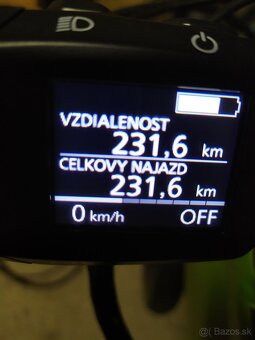 VZDIALENOST
231,6 km
CELKOVY NAJAZD
231,6 km
0 km/h OFF
Bazos.sk